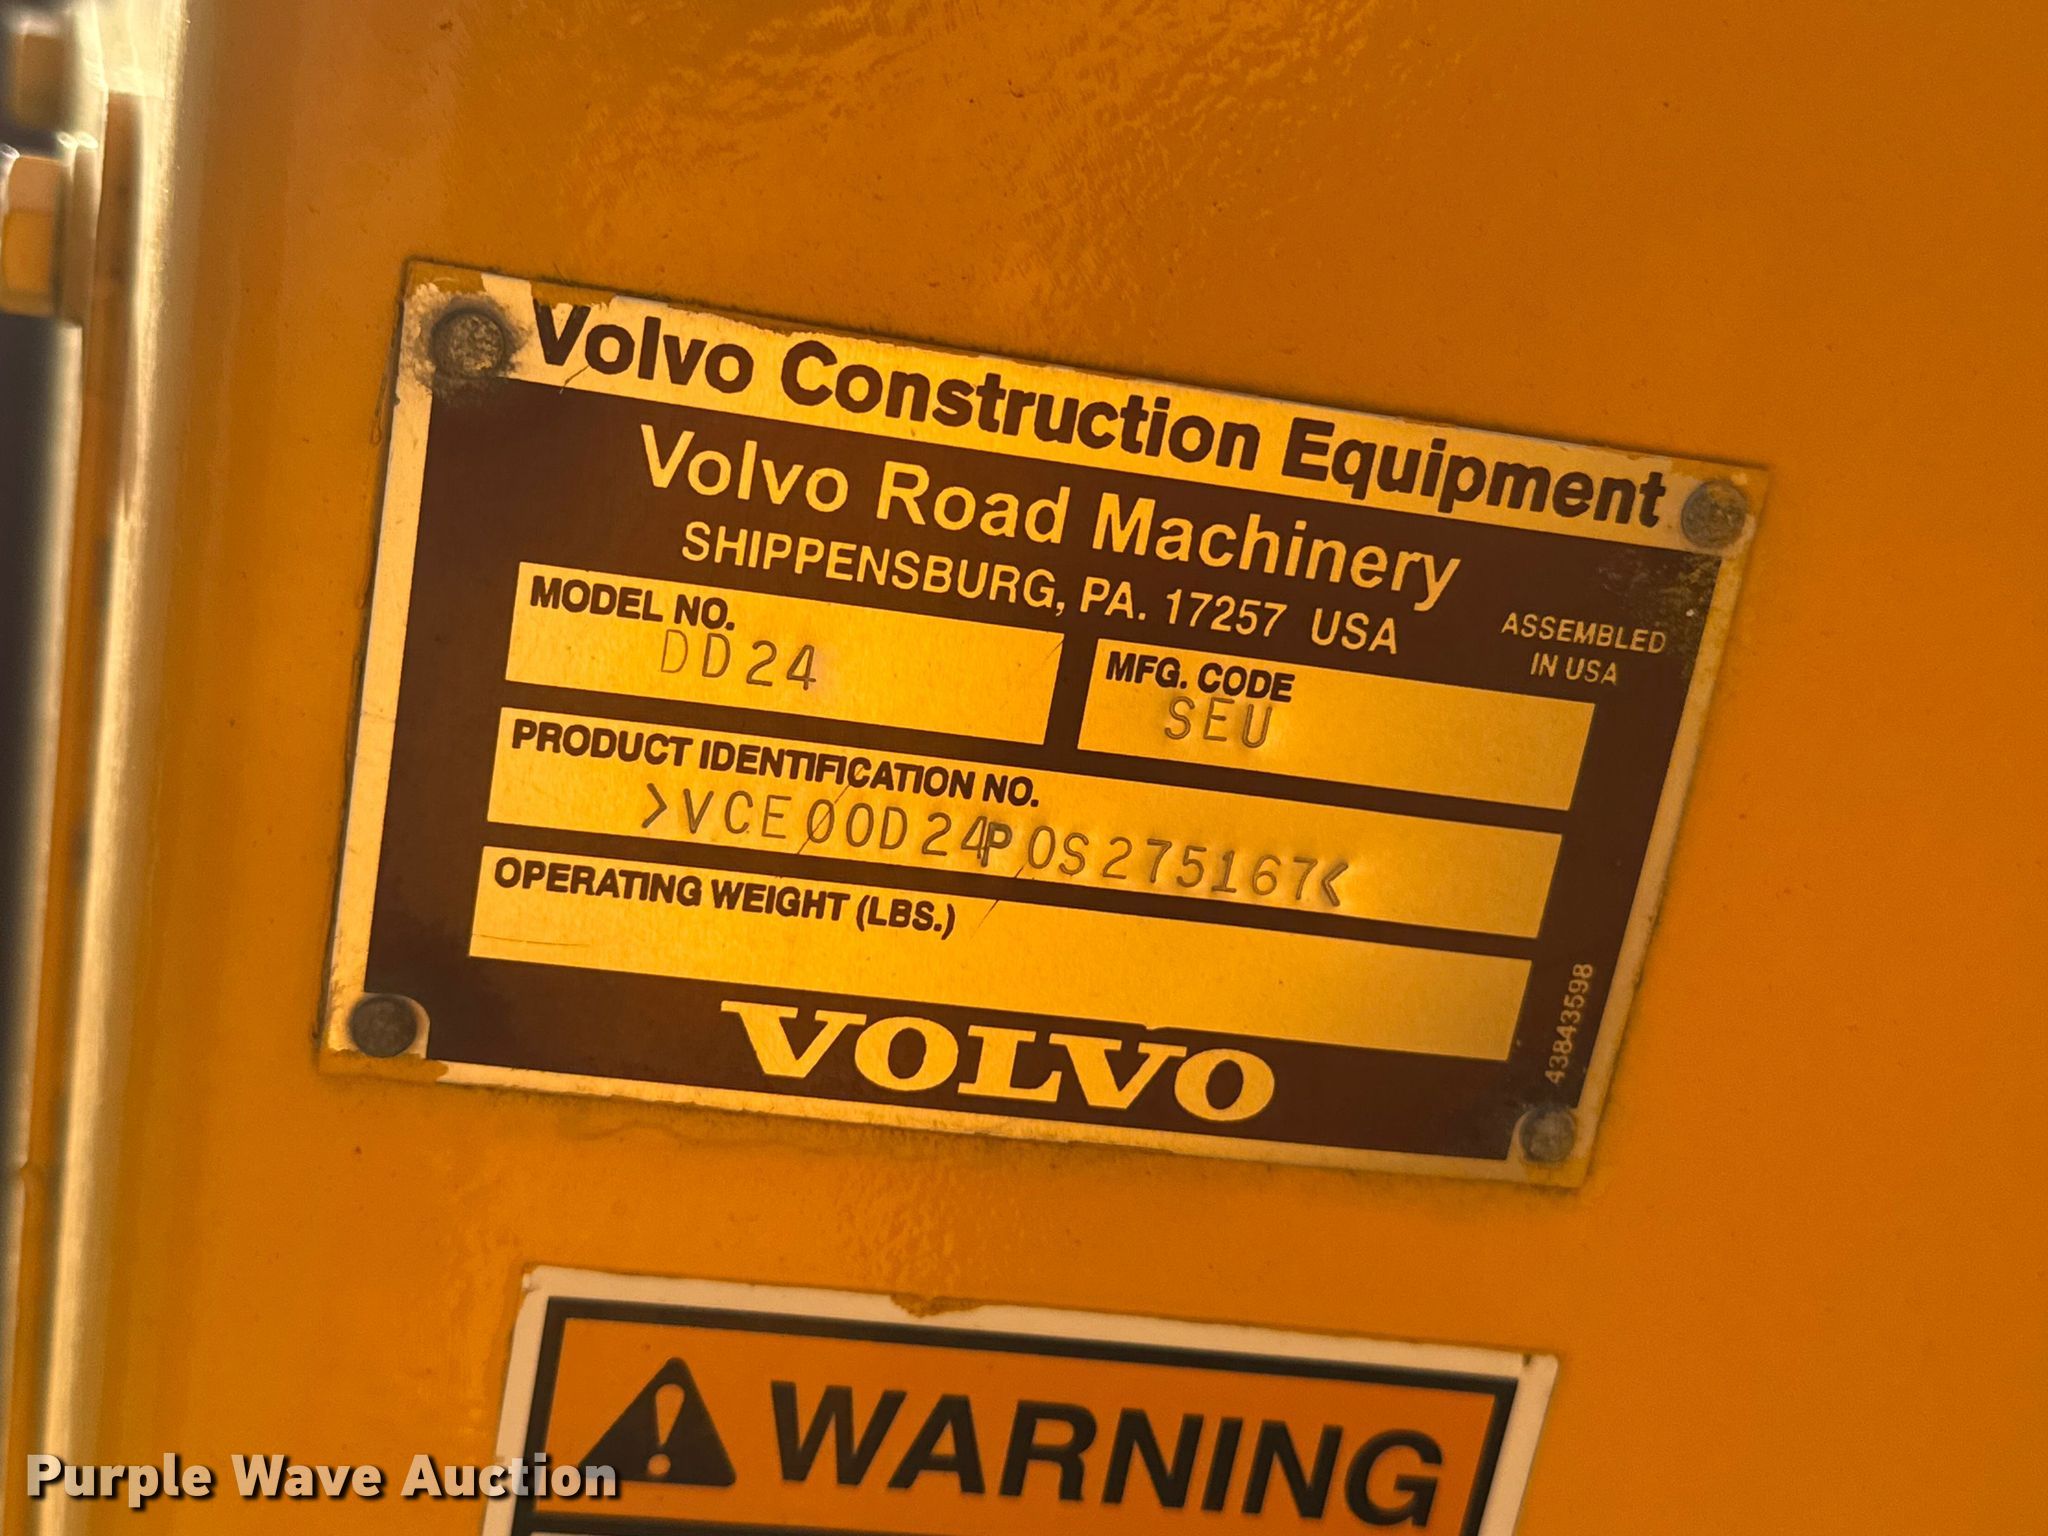 Volvo Construction Equipment
Volvo Road Machinery
SHIPPENSBURG, PA. 17257 USA
ASSEMBLED
IN USA
MODEL NO.
DD24
MFG. CODE
SEU
PRODUCT IDENTIFICATION NO.
>VCE00D24P0S275167<
OPERATING WEIGHT (LBS.)
43843598
VOLVO
WARNING
Purple Wave Auction